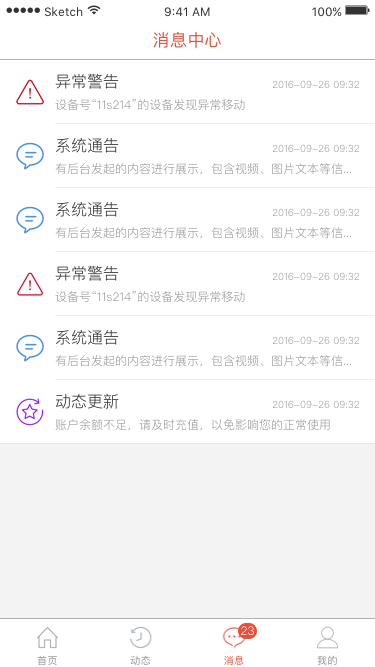 Sketch 9:41 AM 100%
消息中心
异常警告 2016-09-26 09:32
设备号“11s214”的设备发现异常移动
系统通告 2016-09-26 09:32
有后台发起的内容进行展示，包含视频、图片文本等信...
系统通告 2016-09-26 09:32
有后台发起的内容进行展示，包含视频、图片文本等信...
异常警告 2016-09-26 09:32
设备号“11s214”的设备发现异常移动
系统通告 2016-09-26 09:32
有后台发起的内容进行展示，包含视频、图片文本等信...
动态更新 2016-09-26 09:32
账户余额不足，请及时充值，以免影响您的正常使用
23
首页 动态 消息 我的